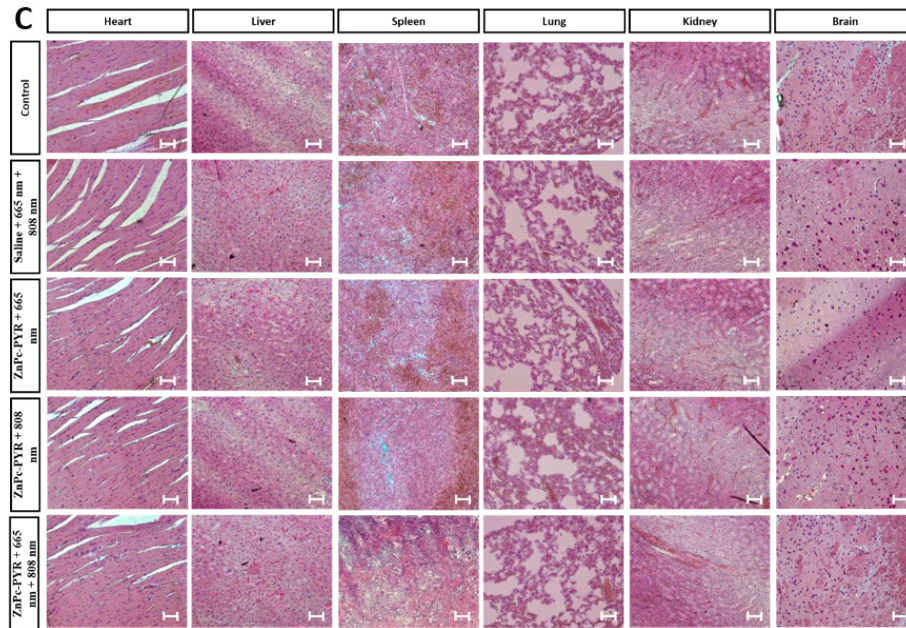 C
Heart Liver Spleen Lung Kidney Brain
Control
Saline + 665 nm +
808 nm
ZnPc-PYR + 665
nm
ZnPc-PYR + 808
nm
ZnPc-PYR + 665
nm + 808 nm